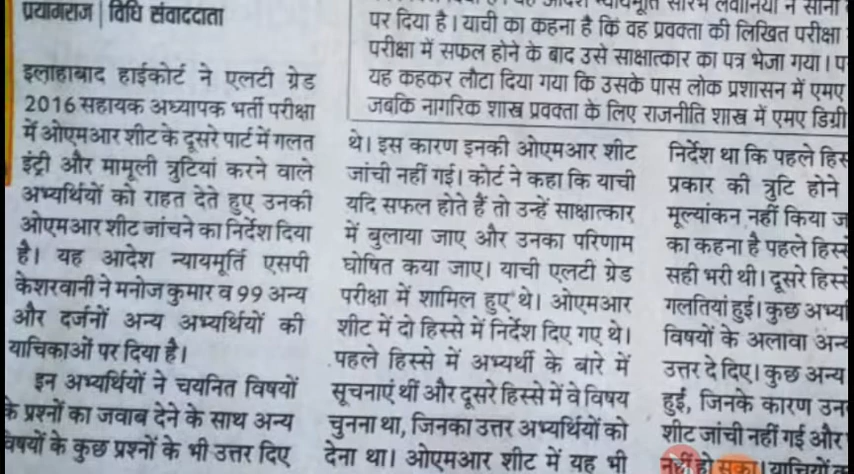 प्रयागराज | विधि संवाददाता
इलाहाबाद हाईकोर्ट ने एलटी ग्रेड
2016 सहायक अध्यापक भर्ती परीक्षा
में ओएमआर शीट के दूसरे पार्ट में गलत
इंट्री और मामूली त्रुटियां करने वाले
अभ्यर्थियों को राहत देते हुए उनकी
ओएमआर शीट जांचने का निर्देश दिया
है। यह आदेश न्यायमूर्ति एसपी
केशरवानी ने मनोज कुमार व 99 अन्य
और दर्जनों अन्य अभ्यर्थियों की
याचिकाओं पर दिया है।
इन अभ्यर्थियों ने चयनित विषयों
के प्रश्नों का जवाब देने के साथ अन्य
विषयों के कुछ प्रश्नों के भी उत्तर दिए
पर दिया है। याची का कहना है कि वह प्रवक्ता की लिखित परीक्षा
परीक्षा में सफल होने के बाद उसे साक्षात्कार का पत्र भेजा गया।
यह कहकर लौटा दिया गया कि उसके पास लोक प्रशासन में एमए
जबकि नागरिक शास्त्र प्रवक्ता के लिए राजनीति शास्त्र में एमए डिग्री
थे। इस कारण इनकी ओएमआर शीट
जांची नहीं गई। कोर्ट ने कहा कि याची
यदि सफल होते हैं तो उन्हें साक्षात्कार
में बुलाया जाए और उनका परिणाम
घोषित कया जाए। याची एलटी ग्रेड
परीक्षा में शामिल हुए थे। ओएमआर
शीट में दो हिस्से में निर्देश दिए गए थे।
पहले हिस्से में अभ्यर्थी के बारे में
सूचनाएं थीं और दूसरे हिस्से में वे विषय
चुनना था, जिनका उत्तर अभ्यर्थियों को
देना था। ओएमआर शीट में यह भी
निर्देश था कि पहले
प्रकार की त्रुटि होने
मूल्यांकन नहीं किया
का कहना है पहले
सही भरी थी। दूसरे
गलतियां हुई। कुछ
विषयों के अलावा
उत्तर दे दिए। कुछ अन्य
हुई, जिनके कारण
शीट जांची नहीं गई और
नहीं हो सका।